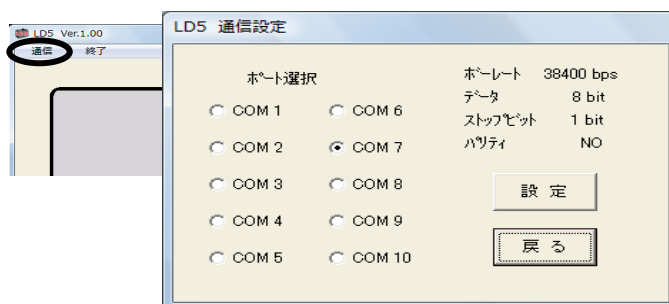 LD5 Ver.1.00
通信 終了
LD5 通信設定
ﾎﾟｰﾄ選択
COM 1 COM 6
COM 2 COM 7
COM 3 COM 8
COM 4 COM 9
COM 5 COM 10
ﾎﾞｰﾚｰﾄ 38400 bps
ﾃﾞｰﾀ 8 bit
ｽﾄｯﾌﾟﾋﾞｯﾄ 1 bit
ﾊﾟﾘﾃｨ NO
設 定
戻 る